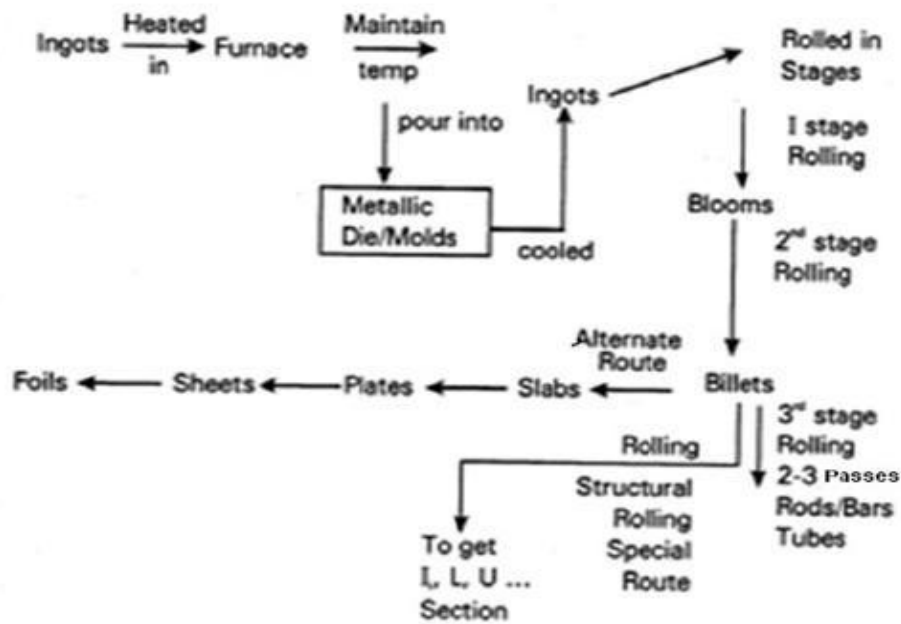 Ingots
Heated
in
Furnace
Maintain
temp
pour into
Metallic
Die/Molds
cooled
Ingots
Rolled in
Stages
I stage
Rolling
Blooms
2nd stage
Rolling
Billets
Alternate
Route
Slabs
Plates
Sheets
Foils
3rd stage
Rolling
2-3 Passes
Rods/Bars
Tubes
Rolling
Structural
Rolling
Special
Route
To get
I, L, U ...
Section